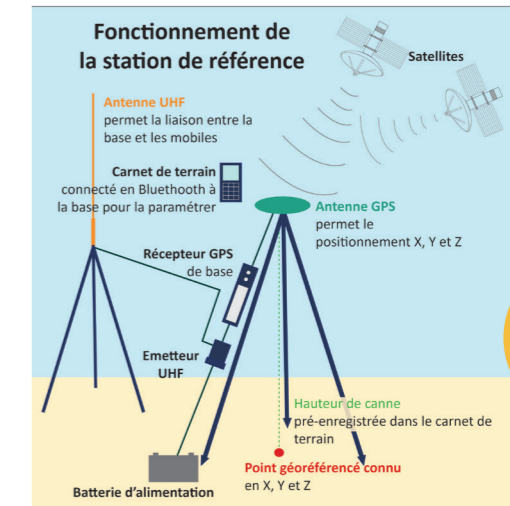 Fonctionnement de
la station de référence
Satellites
Antenne UHF
permet la liaison entre la
base et les mobiles
Carnet de terrain
connecté en Bluethooth à
la base pour la paramétrer
Antenne GPS
permet le
positionnement X, Y et Z
Récepteur GPS
de base
Emetteur
UHF
Hauteur de canne
pré-enregistrée dans le carnet de
terrain
Point géoréférencé connu
en X, Y et Z
Batterie d'alimentation